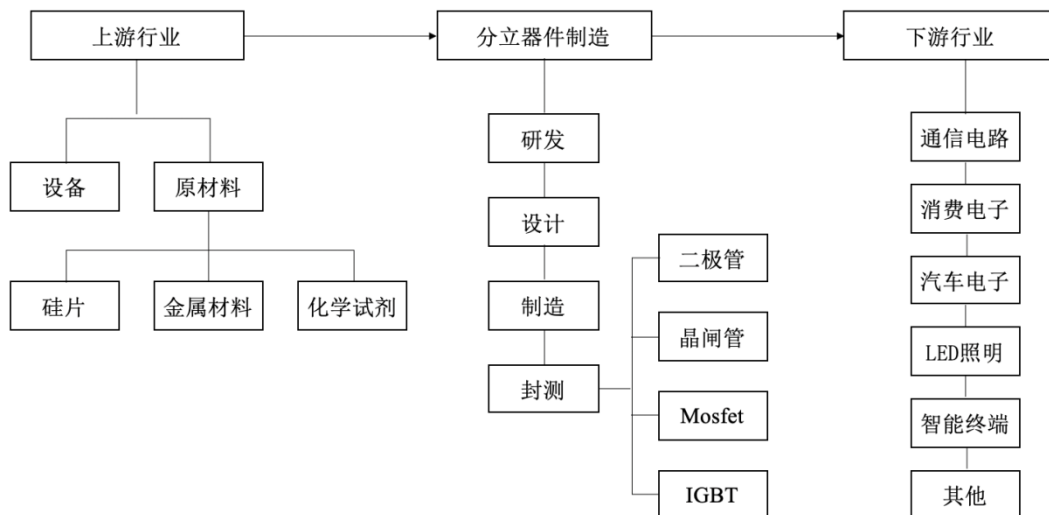 上游行业
分立器件制造
下游行业
设备
原材料
硅片
金属材料
化学试剂
研发
设计
制造
封测
二极管
晶闸管
Mosfet
IGBT
通信电路
消费电子
汽车电子
LED照明
智能终端
其他